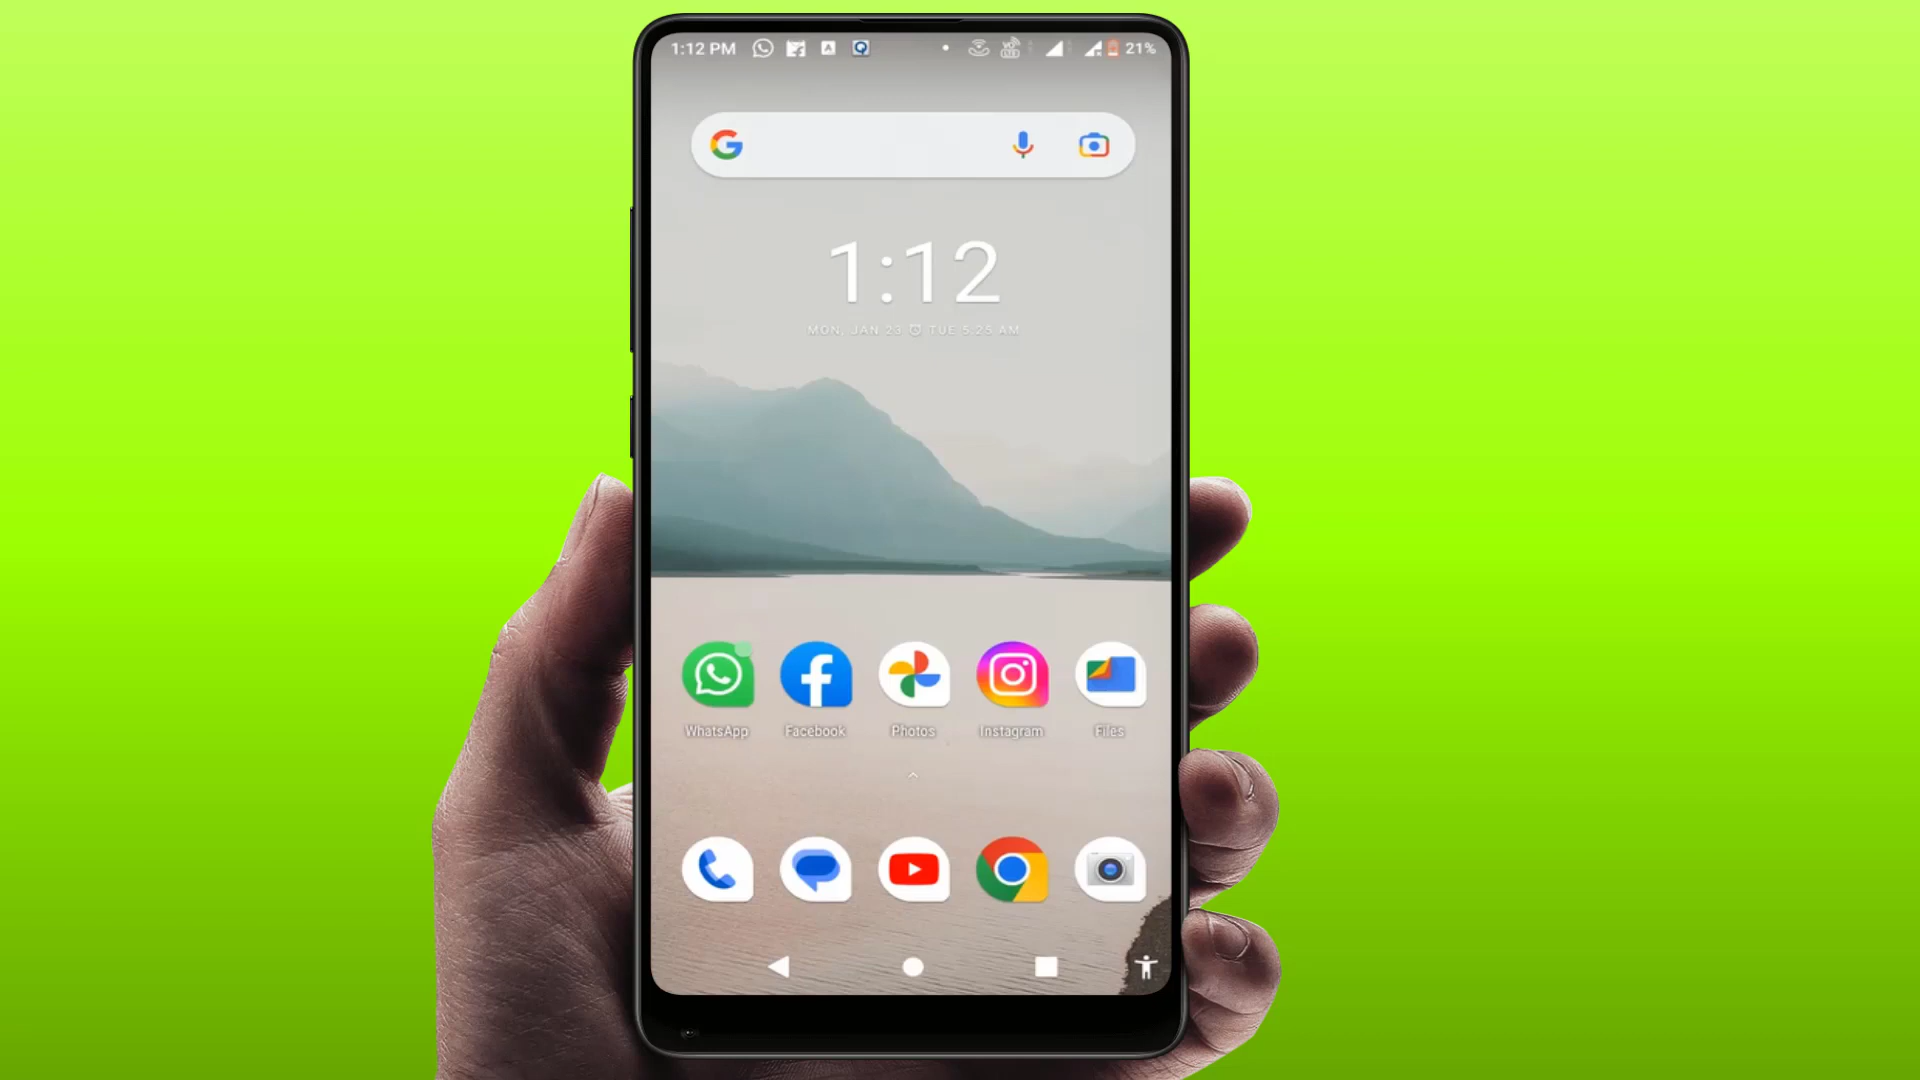 1:12 PM 21%
1:12
MON, JAN 23 TUE 5:25 AM
WhatsApp Facebook Photos Instagram Files